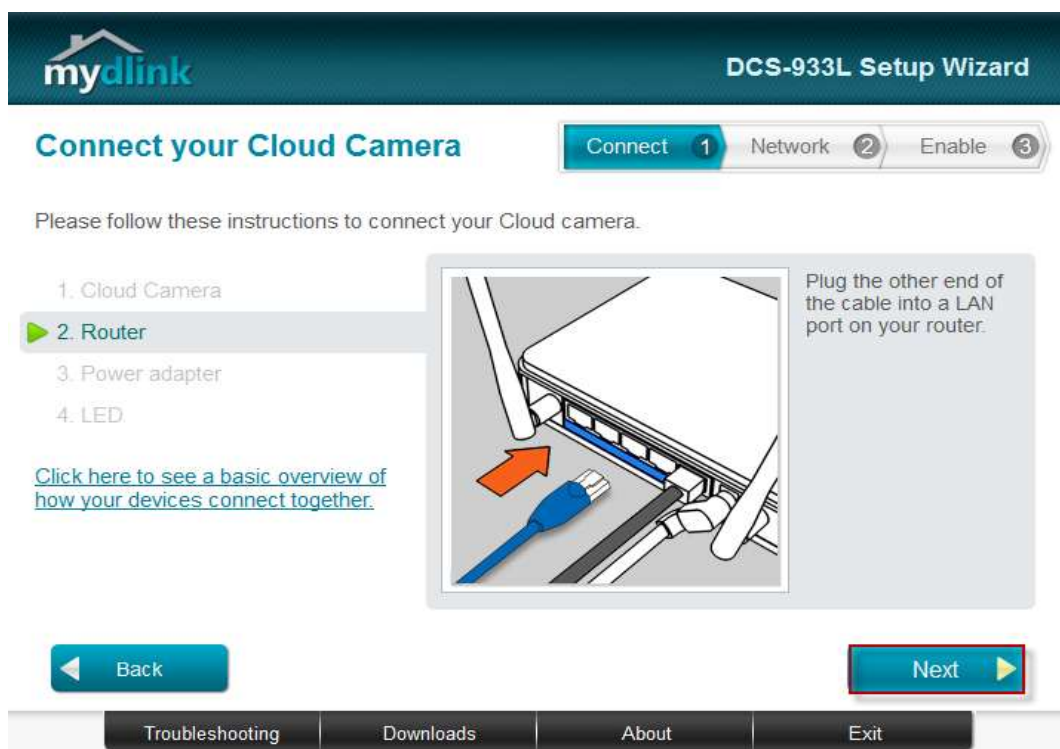 mydlink
DCS-933L Setup Wizard
Connect your Cloud Camera
Connect 1
Network 2
Enable 3
Please follow these instructions to connect your Cloud camera.
1. Cloud Camera
2. Router
3. Power adapter
4. LED
Click here to see a basic overview of
how your devices connect together.
Plug the other end of
the cable into a LAN
port on your router.
Back
Next
Troubleshooting
Downloads
About
Exit